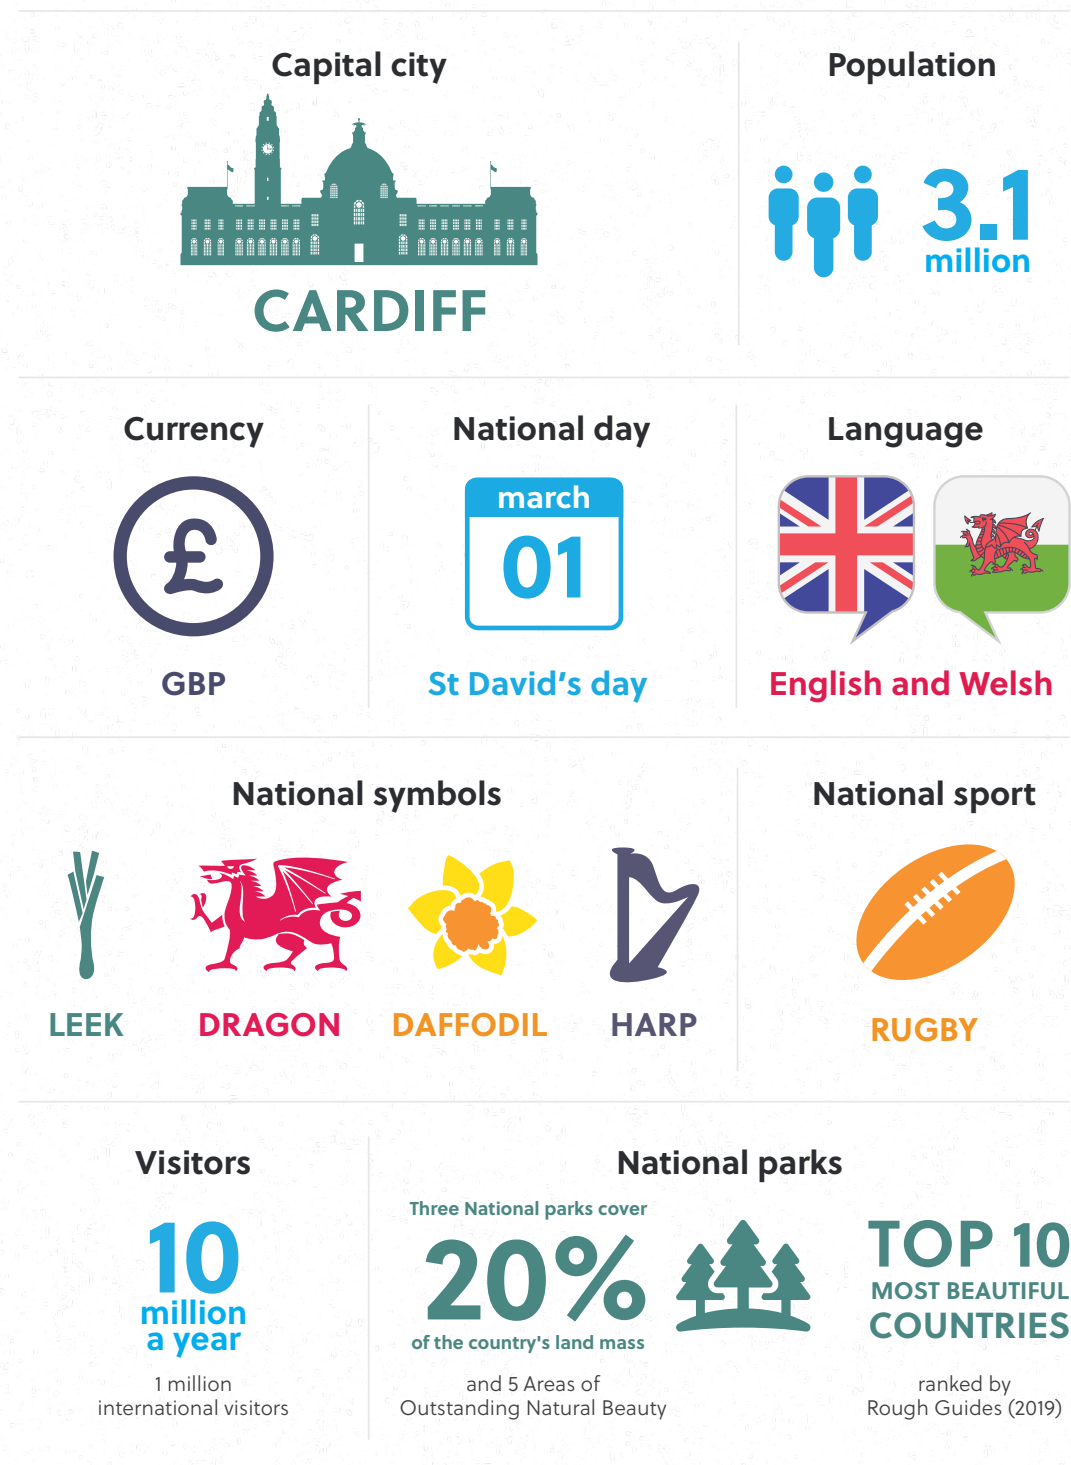 Capital city
CARDIFF
Population
3.1
million
Currency
£
GBP
National day
march
01
St David's day
Language
English and Welsh
National symbols
LEEK
DRAGON
DAFFODIL
HARP
National sport
RUGBY
Visitors
10
million
a year
1 million
international visitors
National parks
Three National parks cover
20%
of the country's land mass
and 5 Areas of
Outstanding Natural Beauty
TOP 10
MOST BEAUTIFUL
COUNTRIES
ranked by
Rough Guides (2019)